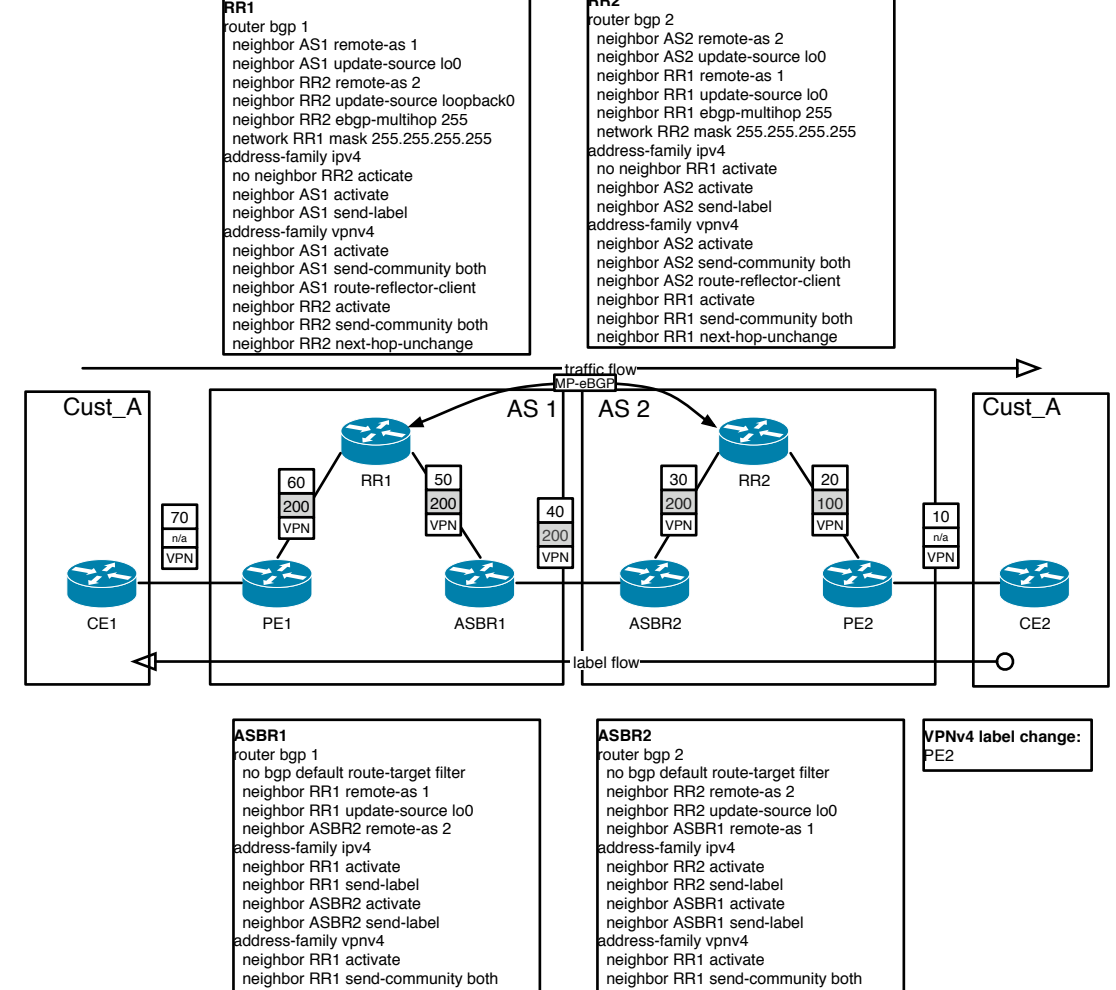 RR1
router bgp 1
neighbor AS1 remote-as 1
neighbor AS1 update-source lo0
neighbor RR2 remote-as 2
neighbor RR2 update-source loopback0
neighbor RR2 ebgp-multihop 255
network RR1 mask 255.255.255.255
address-family ipv4
no neighbor RR2 acticate
neighbor AS1 activate
neighbor AS1 send-label
address-family vpnv4
neighbor AS1 activate
neighbor AS1 send-community both
neighbor AS1 route-reflector-client
neighbor RR2 activate
neighbor RR2 send-community both
neighbor RR2 next-hop-unchange
RR2
router bgp 2
neighbor AS2 remote-as 2
neighbor AS2 update-source lo0
neighbor RR1 remote-as 1
neighbor RR1 update-source lo0
neighbor RR1 ebgp-multihop 255
network RR2 mask 255.255.255.255
address-family ipv4
no neighbor RR1 activate
neighbor AS2 activate
neighbor AS2 send-label
address-family vpnv4
neighbor AS2 activate
neighbor AS2 send-community both
neighbor AS2 route-reflector-client
neighbor RR1 activate
neighbor RR1 send-community both
neighbor RR1 next-hop-unchange
traffic flow
MP-eBGP
Cust_A
AS 1
AS 2
Cust_A
RR1
RR2
70
n/a
VPN
60
200
VPN
50
200
VPN
40
200
VPN
30
200
VPN
20
100
VPN
10
n/a
VPN
CE1
PE1
ASBR1
ASBR2
PE2
CE2
label flow
ASBR1
router bgp 1
no bgp default route-target filter
neighbor RR1 remote-as 1
neighbor RR1 update-source lo0
neighbor ASBR2 remote-as 2
address-family ipv4
neighbor RR1 activate
neighbor RR1 send-label
neighbor ASBR2 activate
neighbor ASBR2 send-label
address-family vpnv4
neighbor RR1 activate
neighbor RR1 send-community both
ASBR2
router bgp 2
no bgp default route-target filter
neighbor RR2 remote-as 2
neighbor RR2 update-source lo0
neighbor ASBR1 remote-as 1
address-family ipv4
neighbor RR2 activate
neighbor RR2 send-label
neighbor ASBR1 activate
neighbor ASBR1 send-label
address-family vpnv4
neighbor RR1 activate
neighbor RR1 send-community both
VPNv4 label change:
PE2